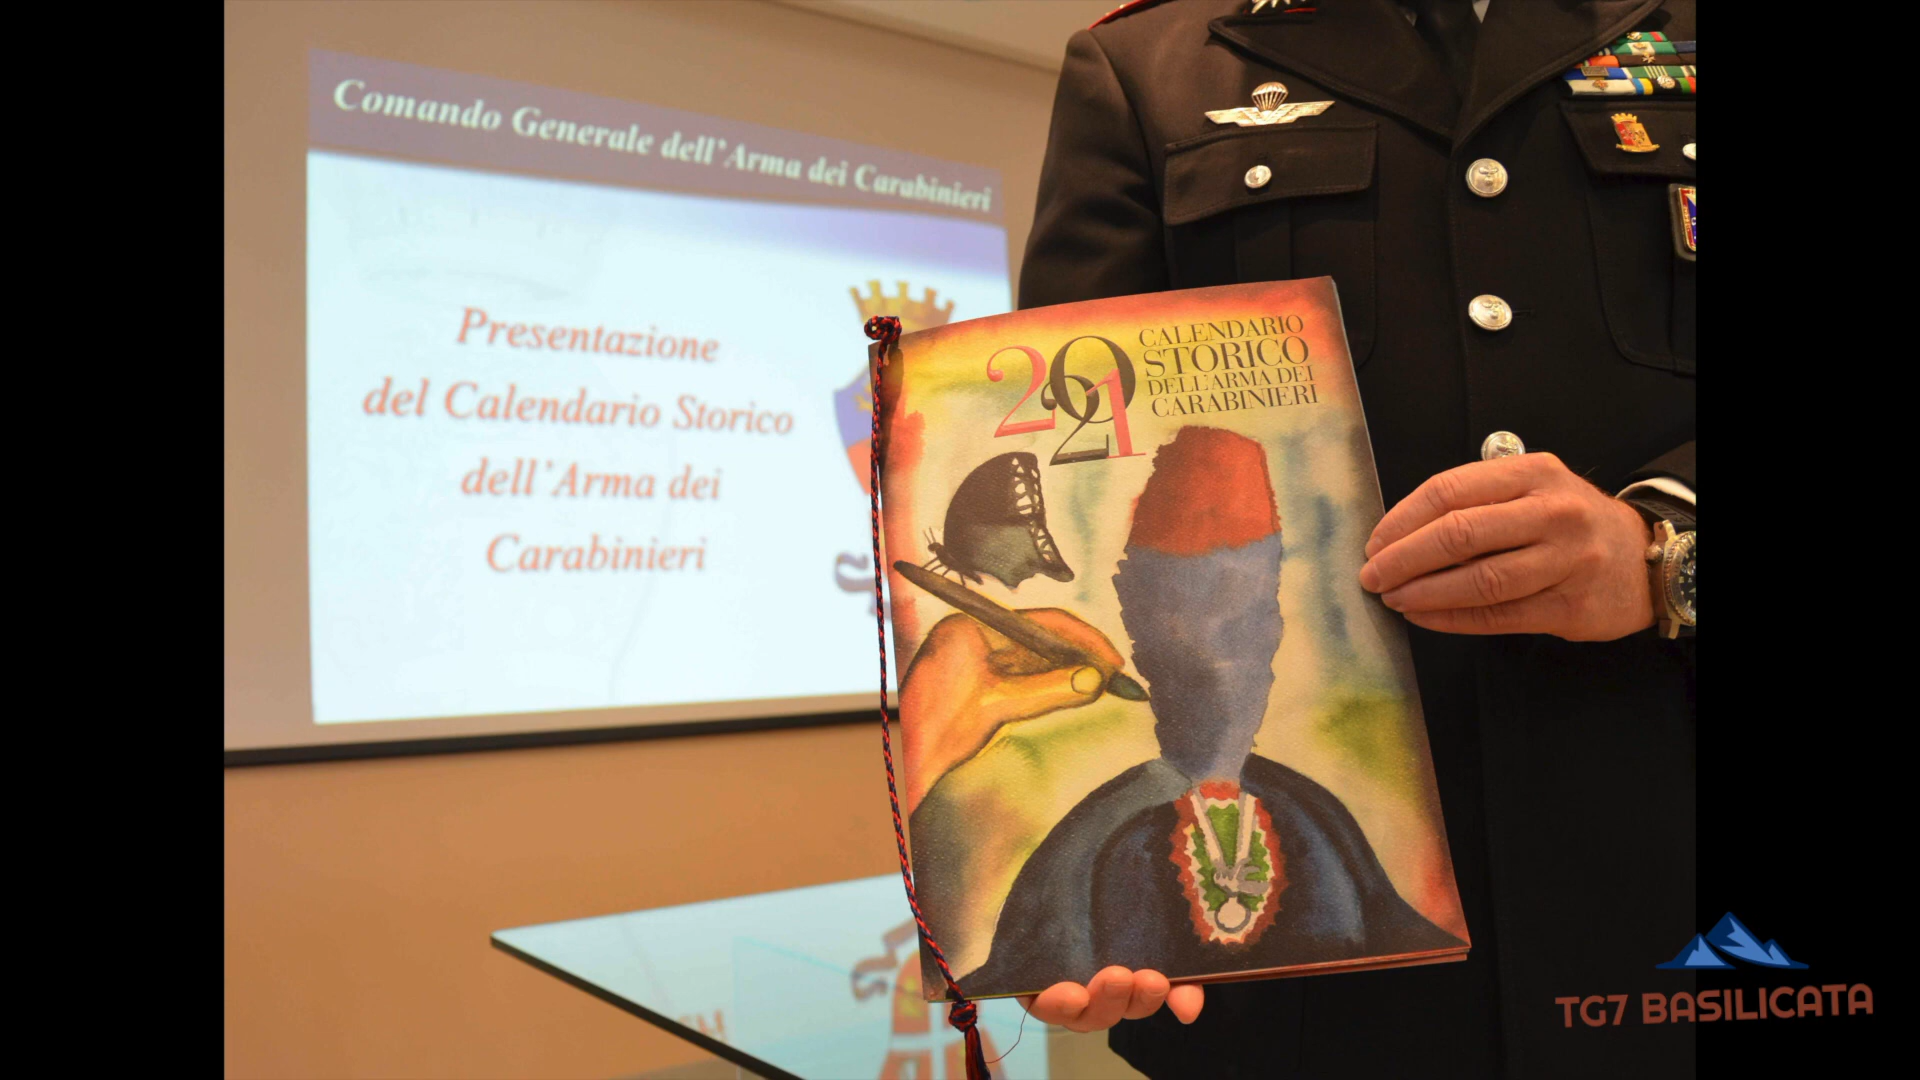 Comando Generale dell'Arma dei Carabinieri
Presentazione
del Calendario Storico
dell'Arma dei
Carabinieri
2021
CALENDARIO
STORICO
DELL'ARMA DEI
CARABINIERI
TG7 BASILICATA